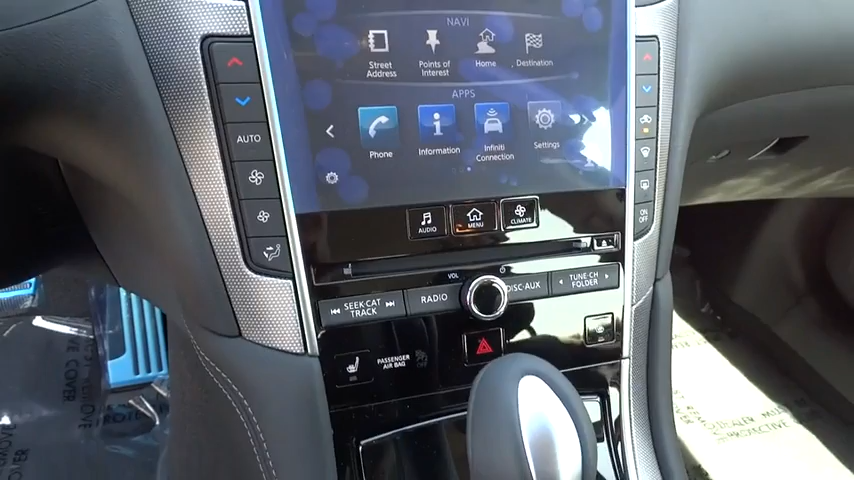 NAVI
Street
Address
Points of
Interest
Home
Destination
APPS
Phone
Information
Infiniti
Connection
Settings
AUTO
ON
OFF
AUDIO
MENU
CLIMATE
VOL
SEEK·CAT
TRACK
RADIO
DISC·AUX
TUNE·CH
FOLDER
PASSENGER
AIR BAG